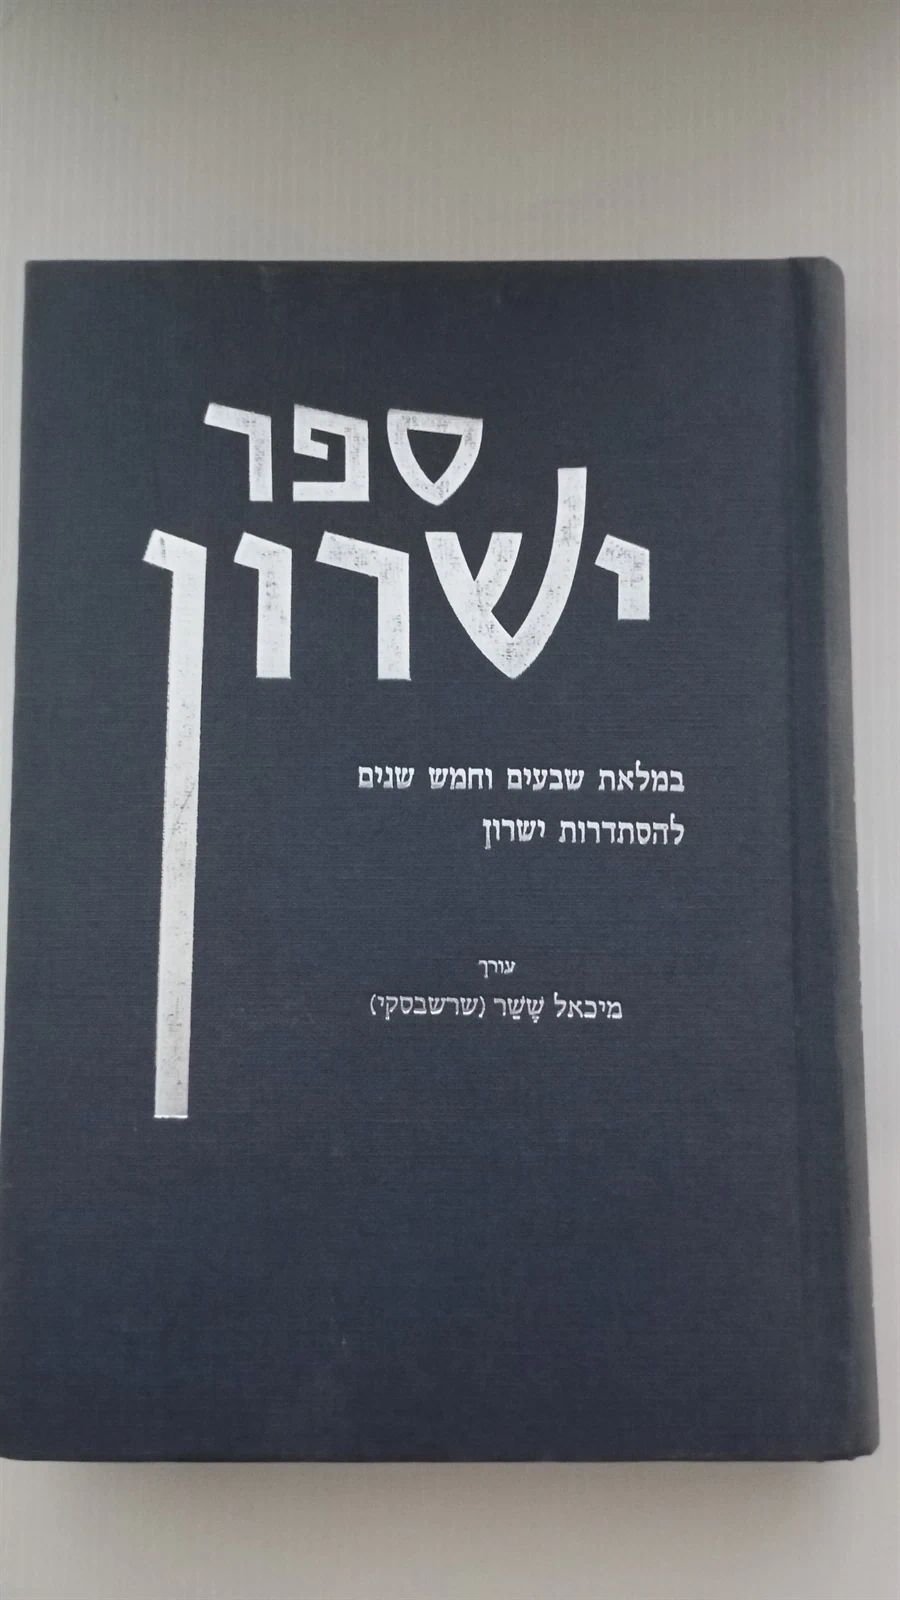 ספר
ישרון
במלאת שבעים וחמש שנים
להסתדרות ישרון
עורך
מיכאל שָׁשַׁר (שרשבסקי)